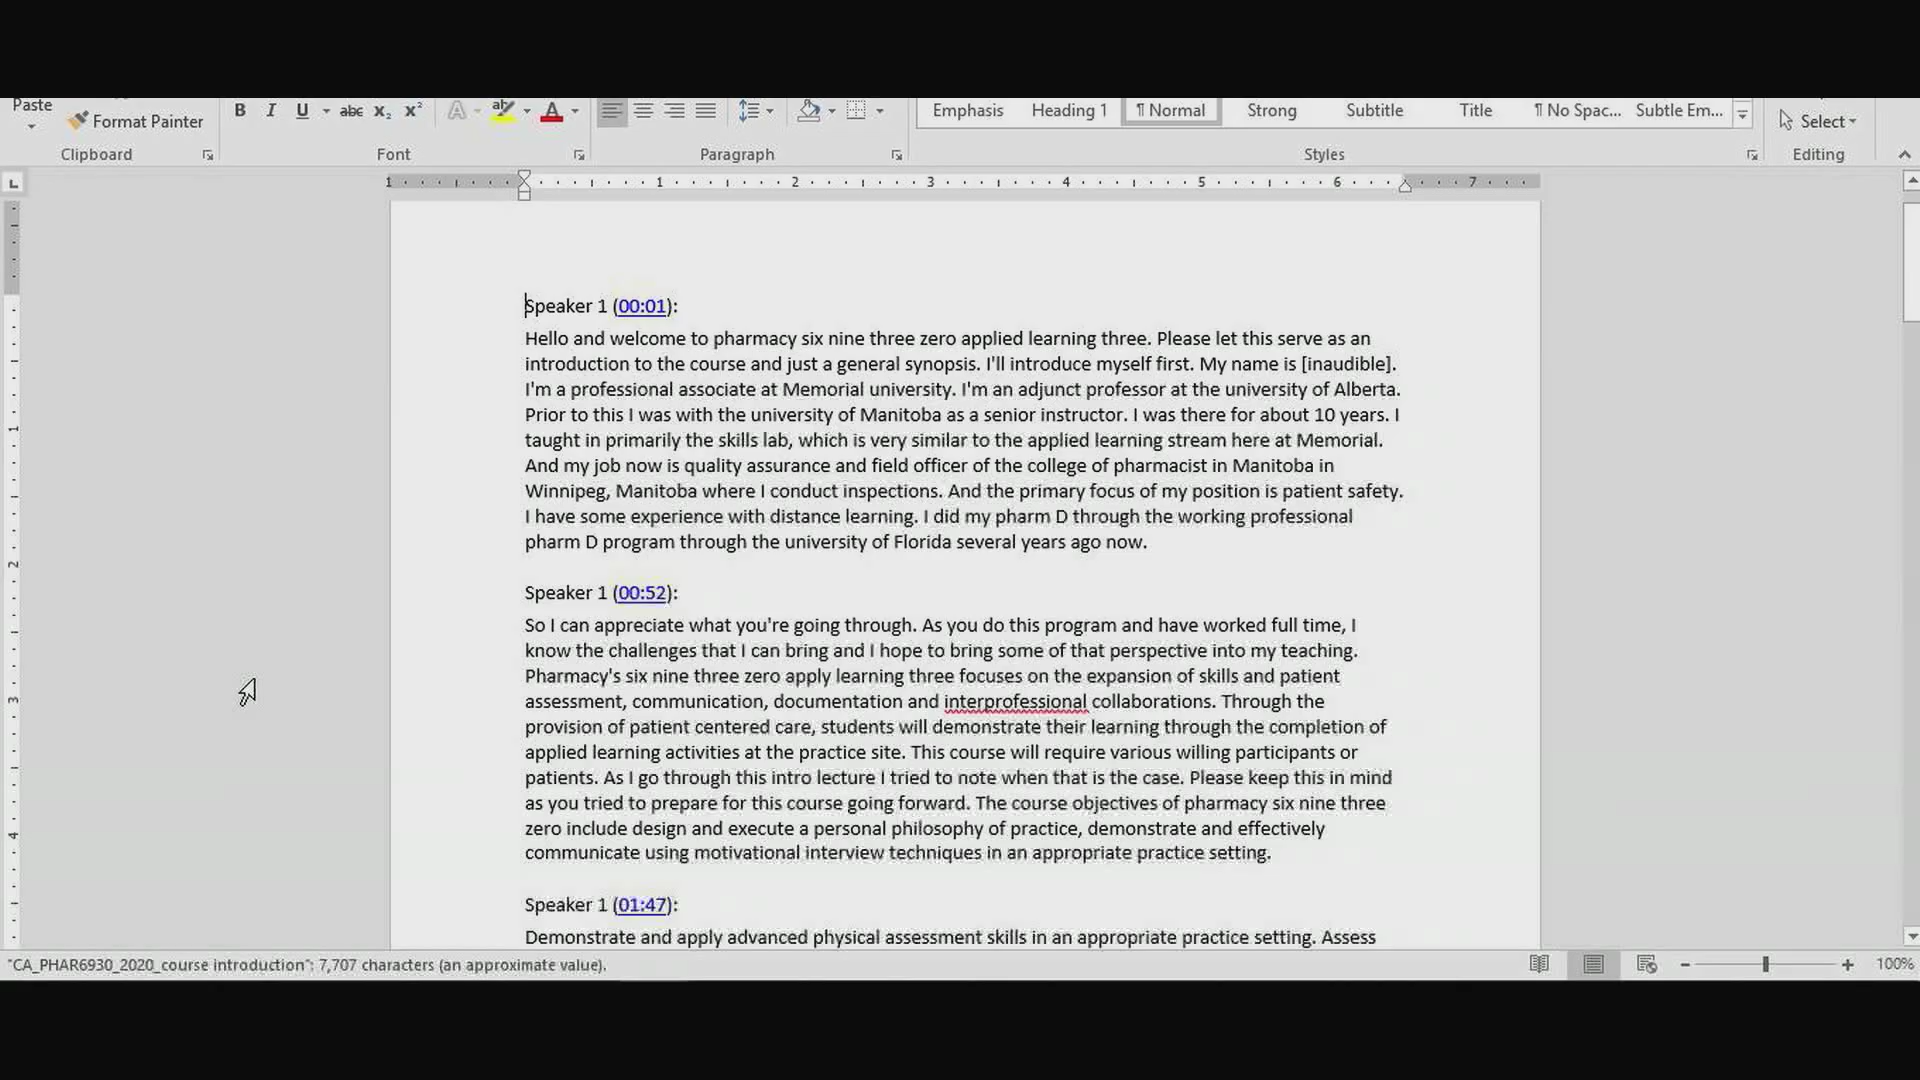 Paste
Format Painter
Clipboard
B I U abc X₂ X² A ab A
Font
Paragraph
Emphasis Heading 1 ¶ Normal Strong Subtitle Title ¶ No Spac... Subtle Em...
Styles
Select
Editing
L
1 1 2 3 4 5 6 7
1
2
3
4
Speaker 1 (00:01):
Hello and welcome to pharmacy six nine three zero applied learning three. Please let this serve as an
introduction to the course and just a general synopsis. I'll introduce myself first. My name is [inaudible].
I'm a professional associate at Memorial university. I'm an adjunct professor at the university of Alberta.
Prior to this I was with the university of Manitoba as a senior instructor. I was there for about 10 years. I
taught in primarily the skills lab, which is very similar to the applied learning stream here at Memorial.
And my job now is quality assurance and field officer of the college of pharmacist in Manitoba in
Winnipeg, Manitoba where I conduct inspections. And the primary focus of my position is patient safety.
I have some experience with distance learning. I did my pharm D through the working professional
pharm D program through the university of Florida several years ago now.
Speaker 1 (00:52):
So I can appreciate what you're going through. As you do this program and have worked full time, I
know the challenges that I can bring and I hope to bring some of that perspective into my teaching.
Pharmacy's six nine three zero apply learning three focuses on the expansion of skills and patient
assessment, communication, documentation and interprofessional collaborations. Through the
provision of patient centered care, students will demonstrate their learning through the completion of
applied learning activities at the practice site. This course will require various willing participants or
patients. As I go through this intro lecture I tried to note when that is the case. Please keep this in mind
as you tried to prepare for this course going forward. The course objectives of pharmacy six nine three
zero include design and execute a personal philosophy of practice, demonstrate and effectively
communicate using motivational interview techniques in an appropriate practice setting.
Speaker 1 (01:47):
Demonstrate and apply advanced physical assessment skills in an appropriate practice setting. Assess
"CA_PHAR6930_2020_course introduction": 7,707 characters (an approximate value).
100%